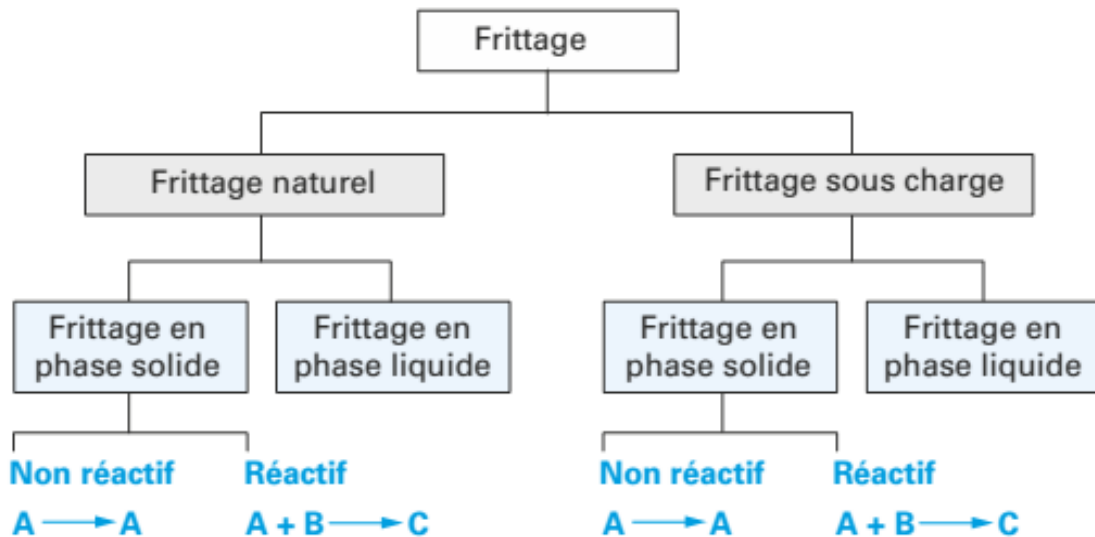 Frittage
Frittage naturel
Frittage sous charge
Frittage en
phase solide
Frittage en
phase liquide
Frittage en
phase solide
Frittage en
phase liquide
Non réactif
Réactif
Non réactif
Réactif
A → A
A + B → C
A → A
A + B → C